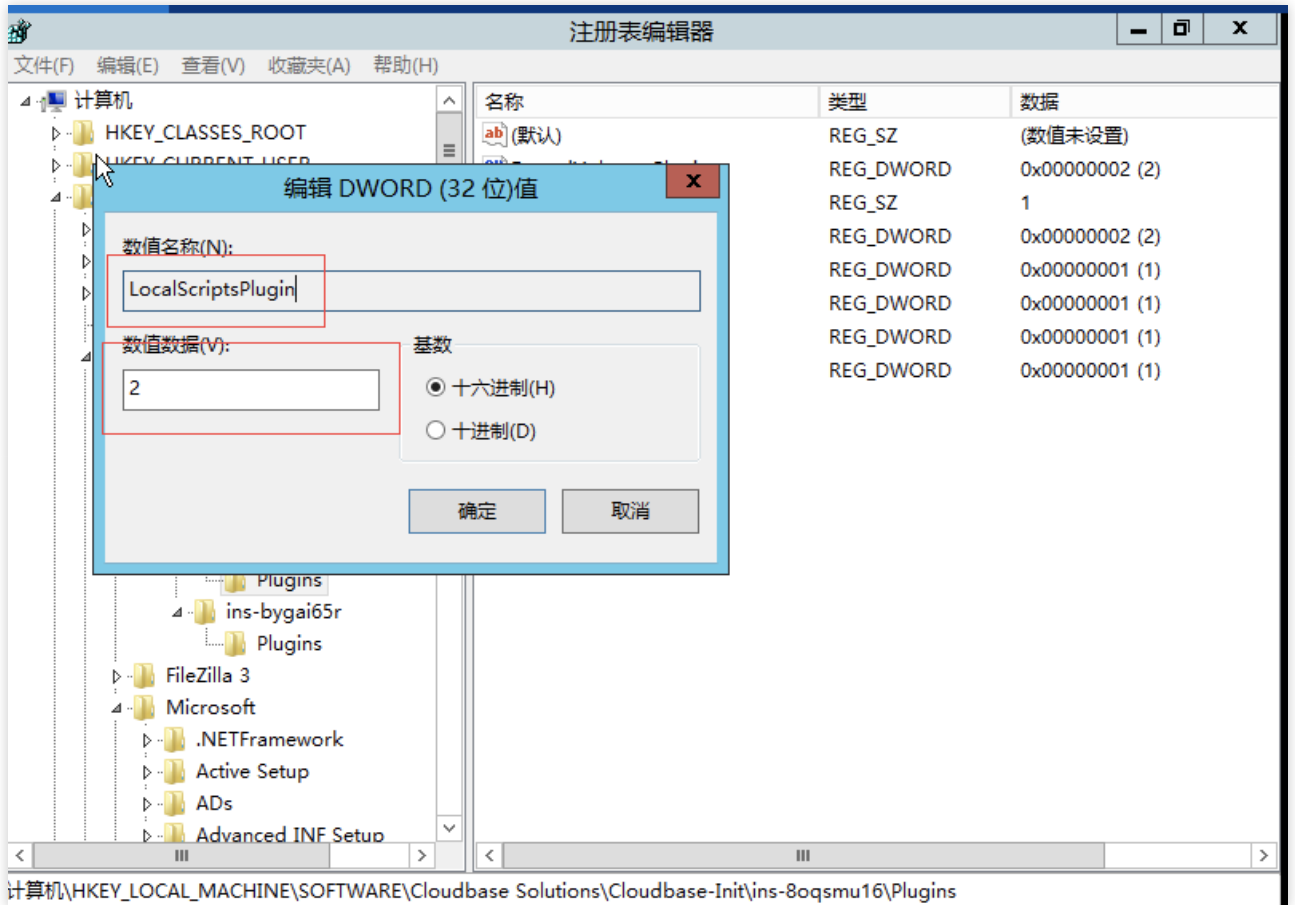 注册表编辑器
文件(F) 编辑(E) 查看(V) 收藏夹(A) 帮助(H)
计算机
HKEY_CLASSES_ROOT
HKEY_CURRENT_USER
名称 类型 数据
(默认) REG_SZ (数值未设置)
REG_DWORD 0x00000002 (2)
REG_SZ 1
REG_DWORD 0x00000002 (2)
REG_DWORD 0x00000001 (1)
REG_DWORD 0x00000001 (1)
REG_DWORD 0x00000001 (1)
REG_DWORD 0x00000001 (1)
编辑 DWORD (32 位)值
数值名称(N):
LocalScriptsPlugin
数值数据(V):
2
基数
十六进制(H)
十进制(D)
确定 取消
Plugins
ins-bygai65r
Plugins
FileZilla 3
Microsoft
.NETFramework
Active Setup
ADs
Advanced INF Setup
计算机\HKEY_LOCAL_MACHINE\SOFTWARE\Cloudbase Solutions\Cloudbase-Init\ins-8oqsmu16\Plugins